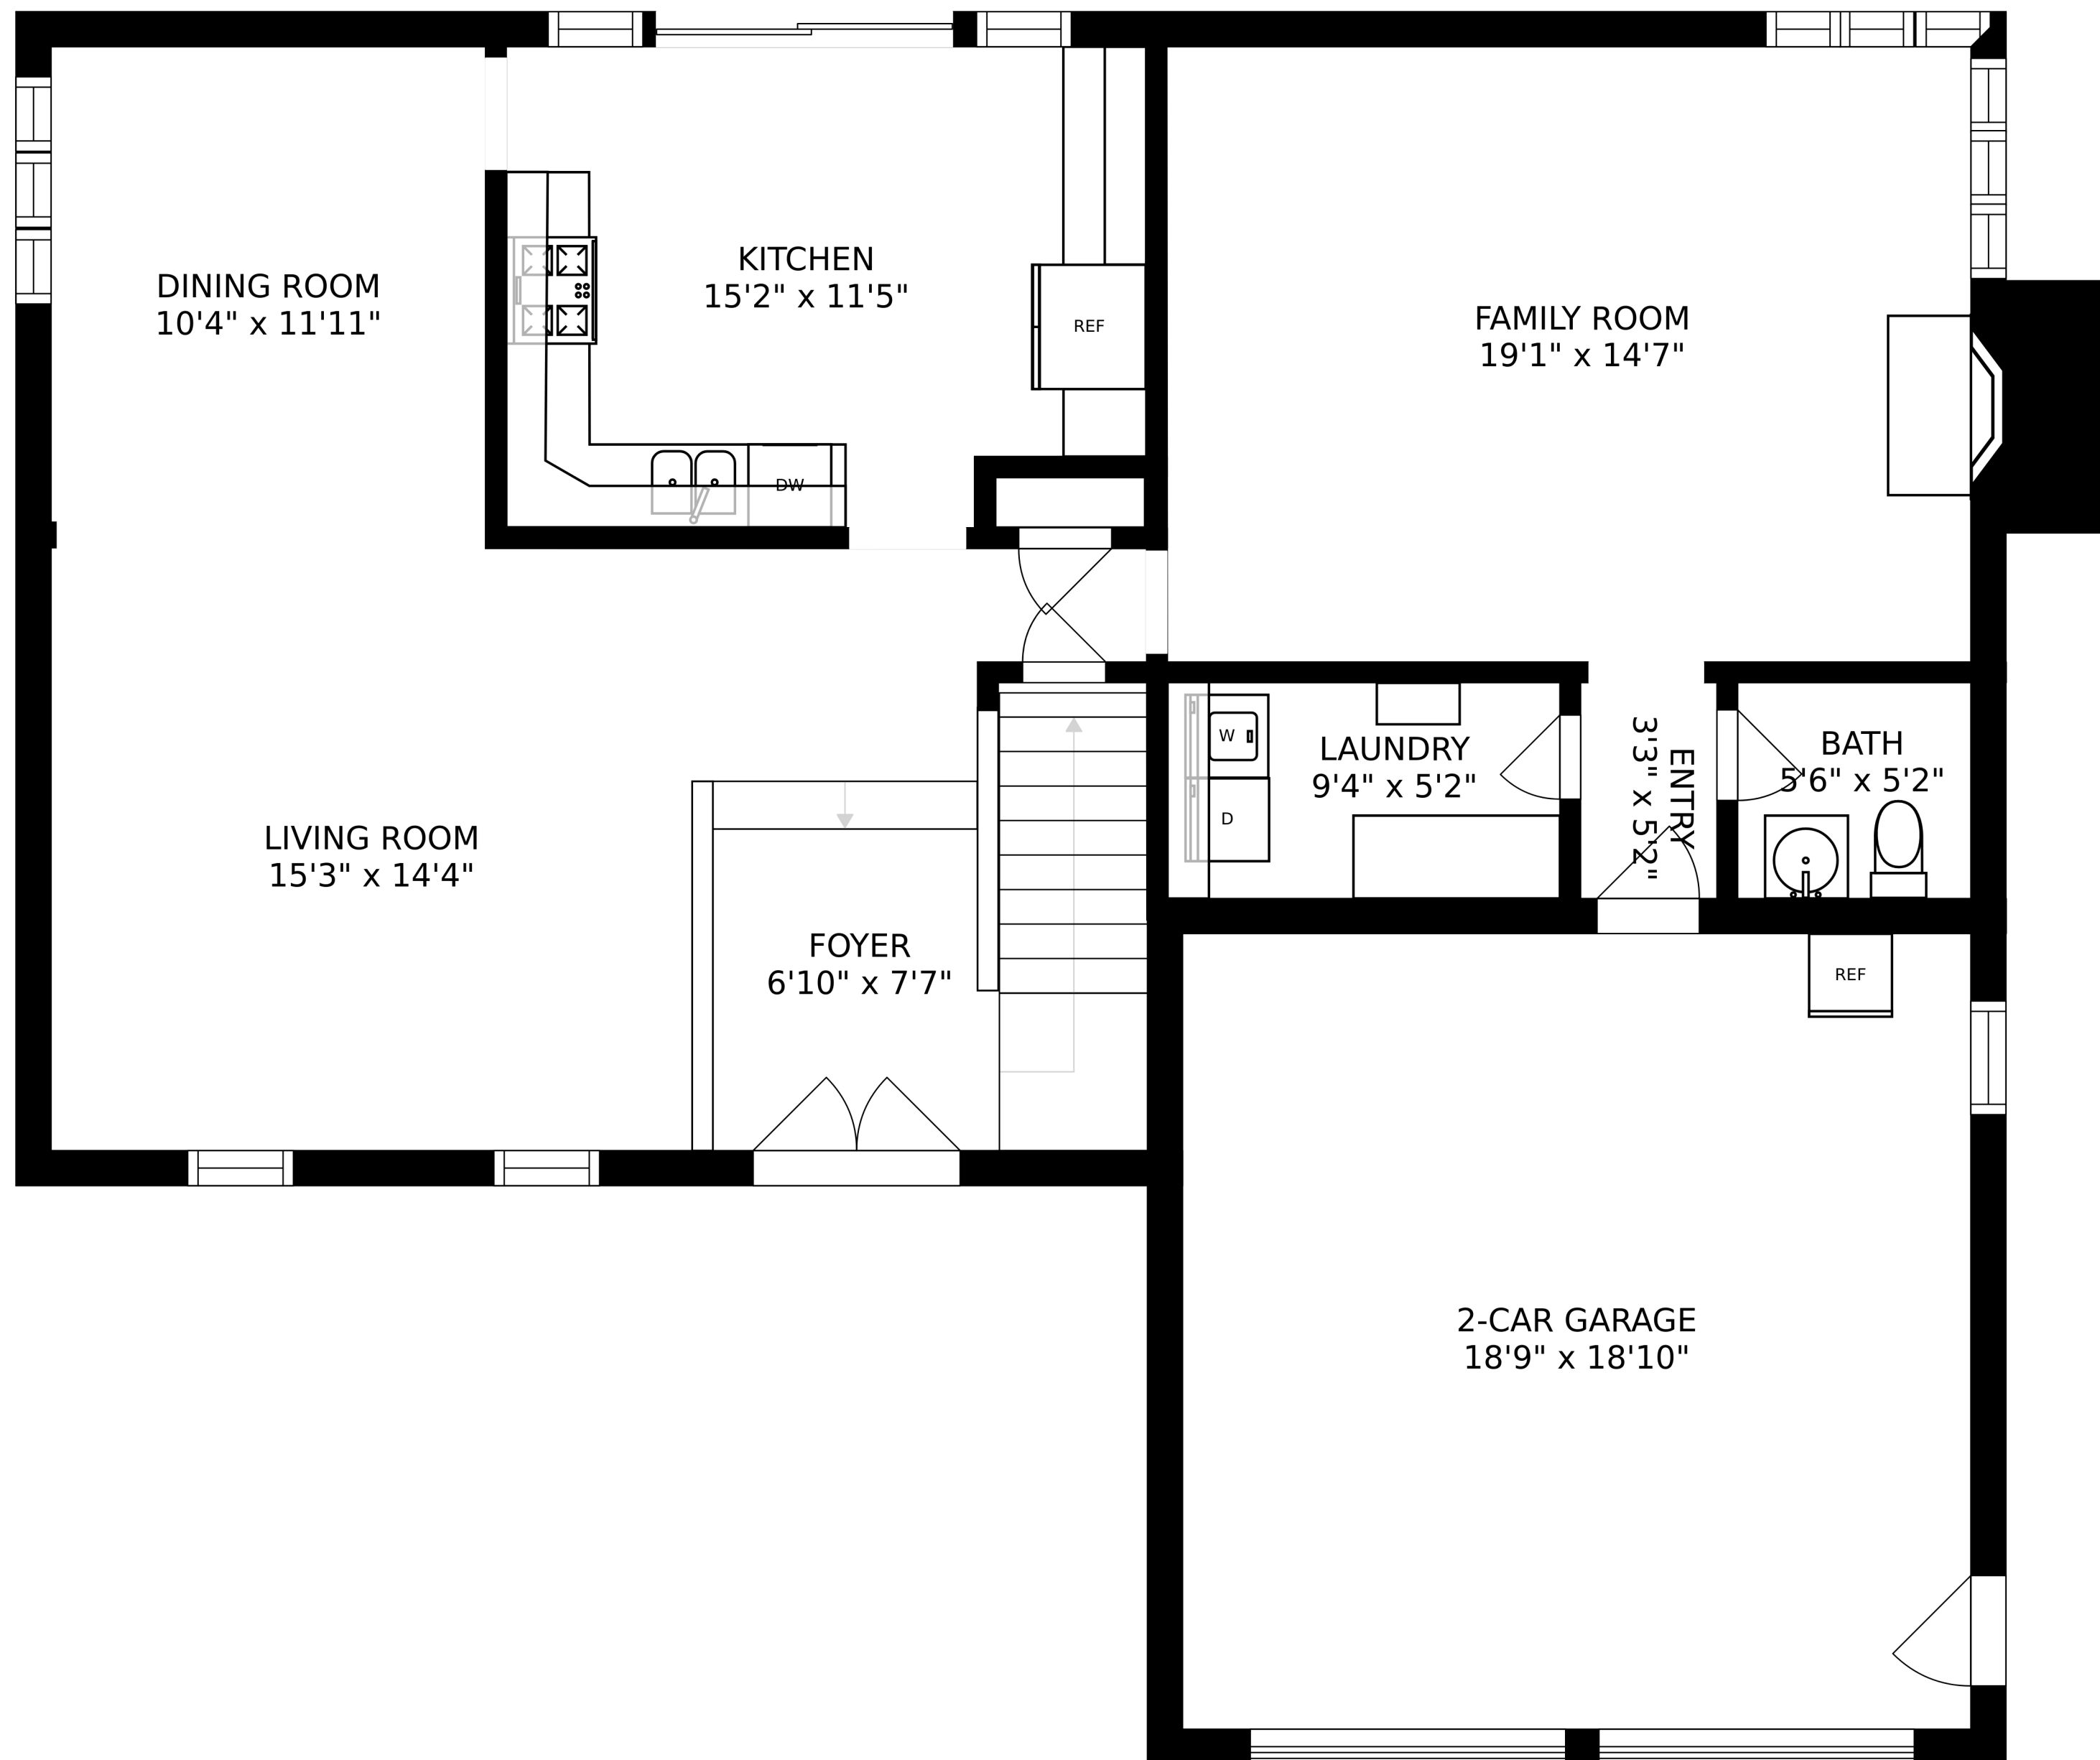 DINING ROOM
10'4" x 11'11"
KITCHEN
15'2" x 11'5"
REF
DW
FAMILY ROOM
19'1" x 14'7"
LIVING ROOM
15'3" x 14'4"
FOYER
6'10" x 7'7"
W
D
LAUNDRY
9'4" x 5'2"
ENTRY
3'3" x 5'2"
BATH
5'6" x 5'2"
REF
2-CAR GARAGE
18'9" x 18'10"